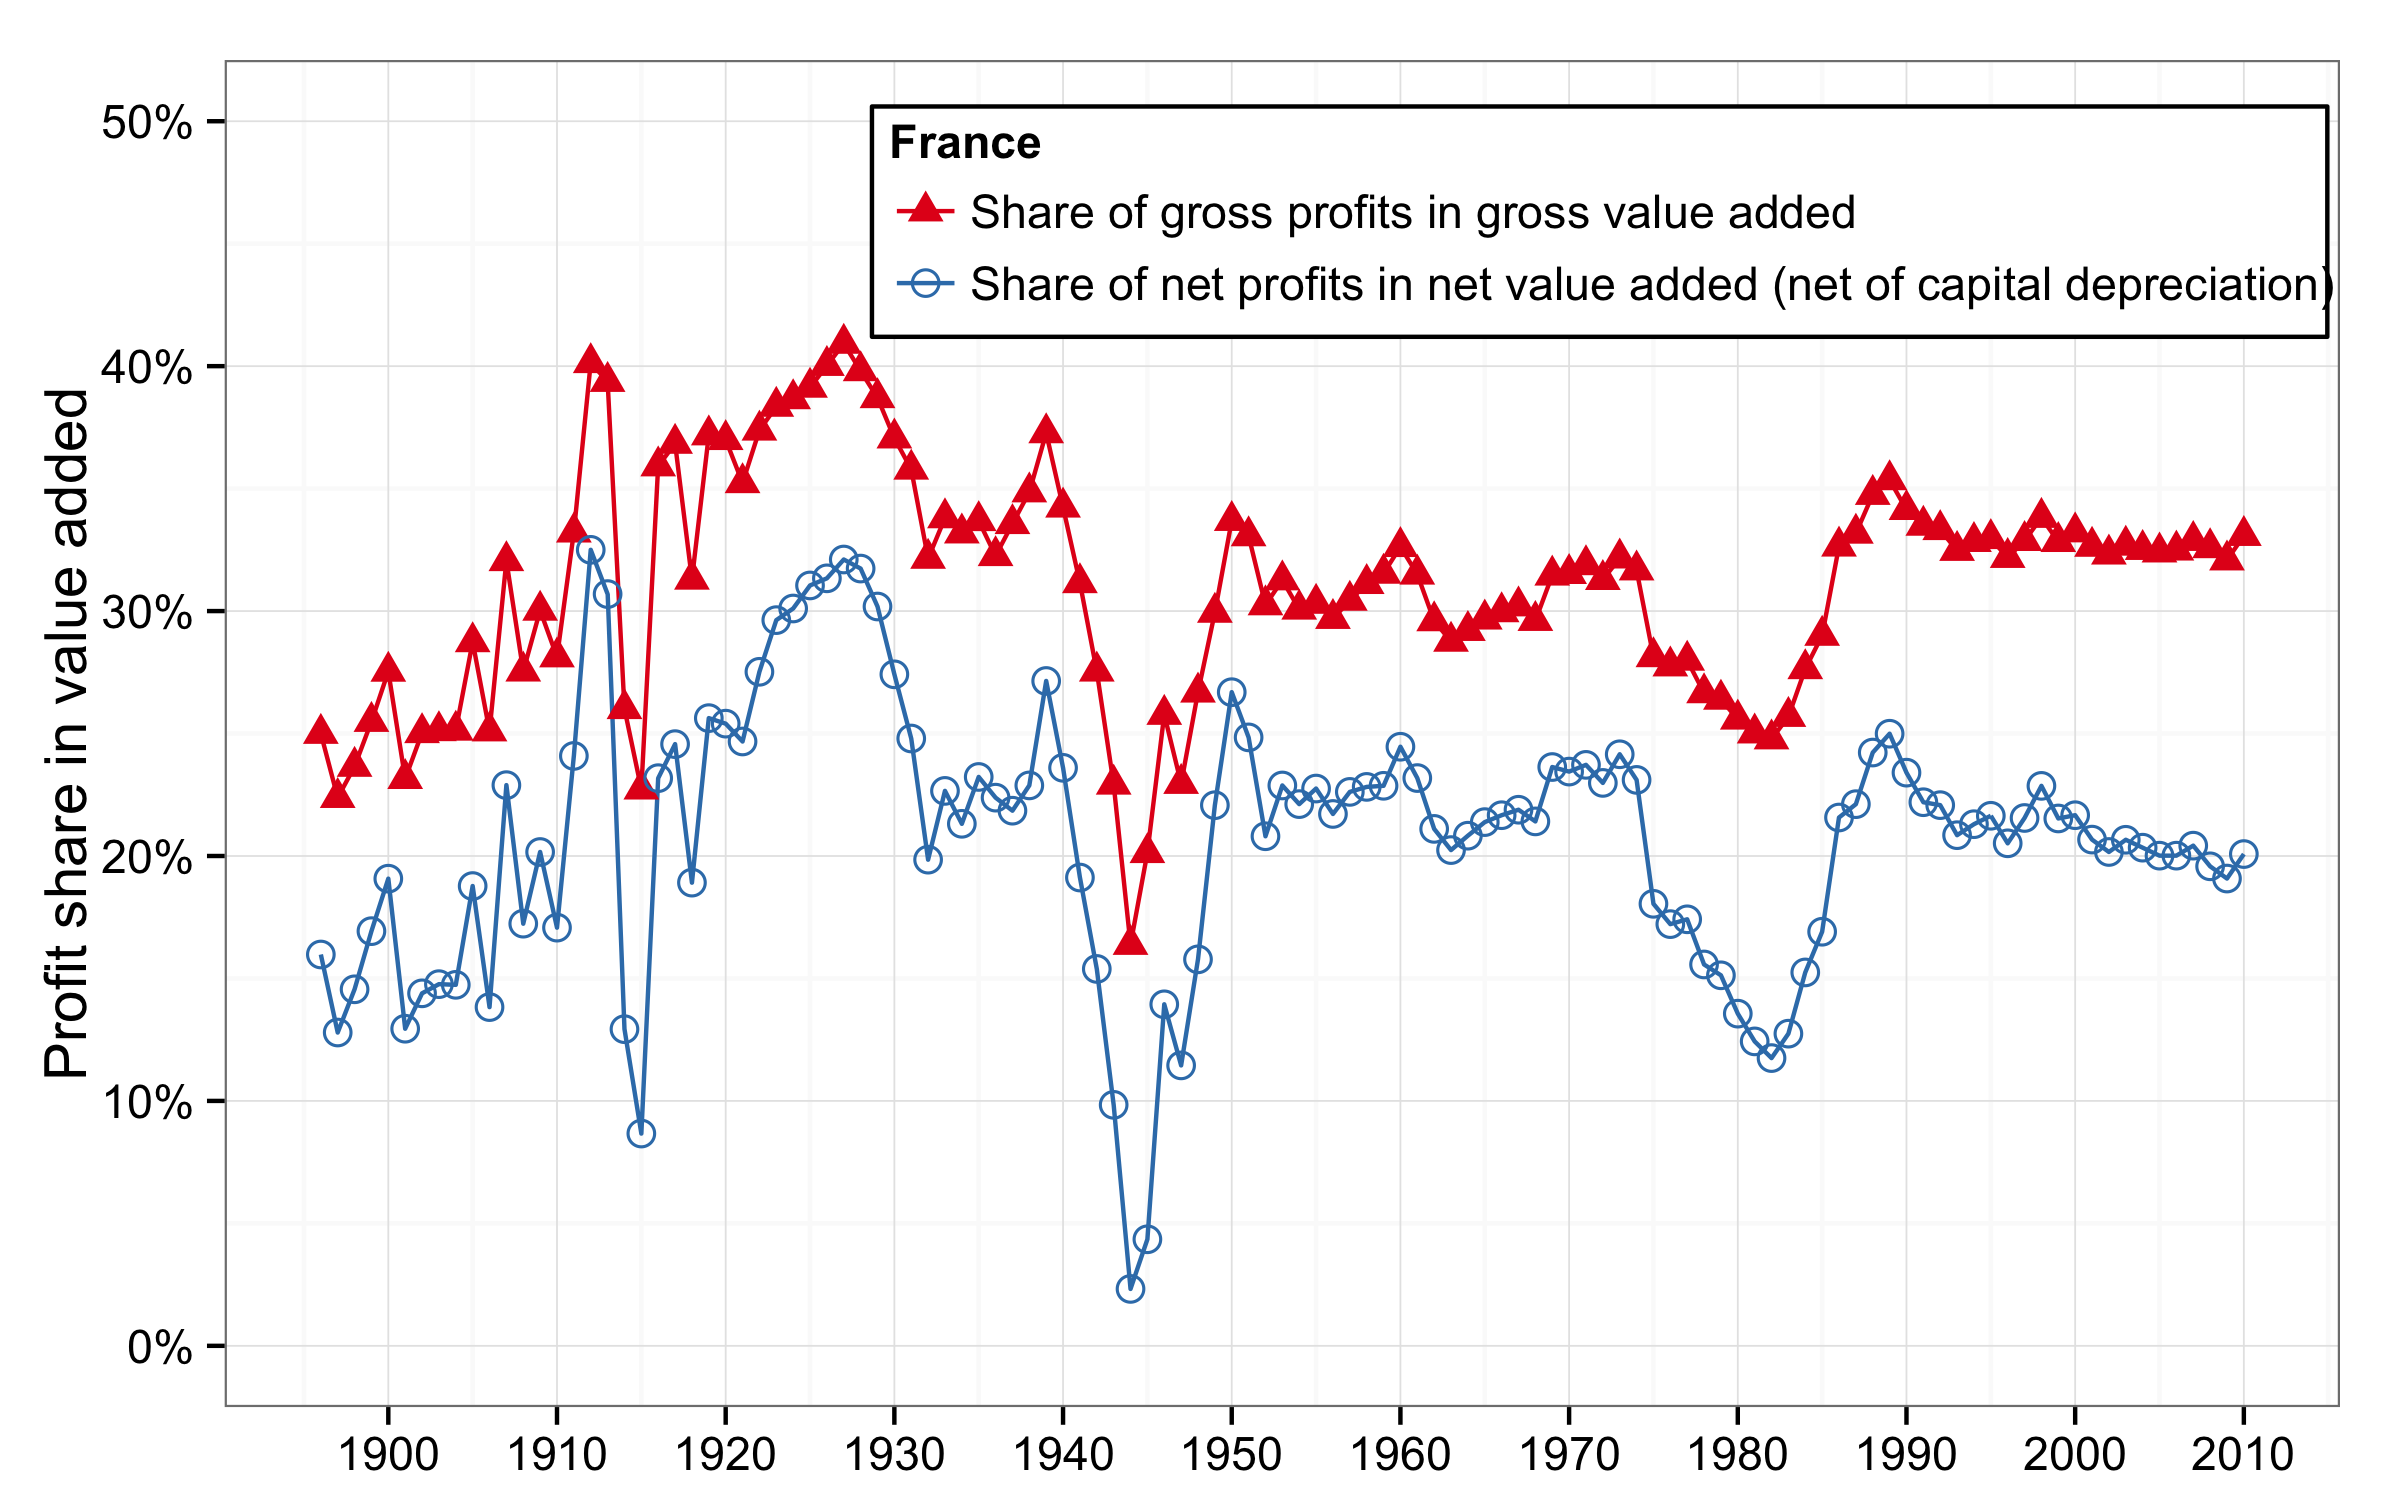 France
Share of gross profits in gross value added
Share of net profits in net value added (net of capital depreciation)
Profit share in value added
50%
40%
30%
20%
10%
0%
1900 1910 1920 1930 1940 1950 1960 1970 1980 1990 2000 2010